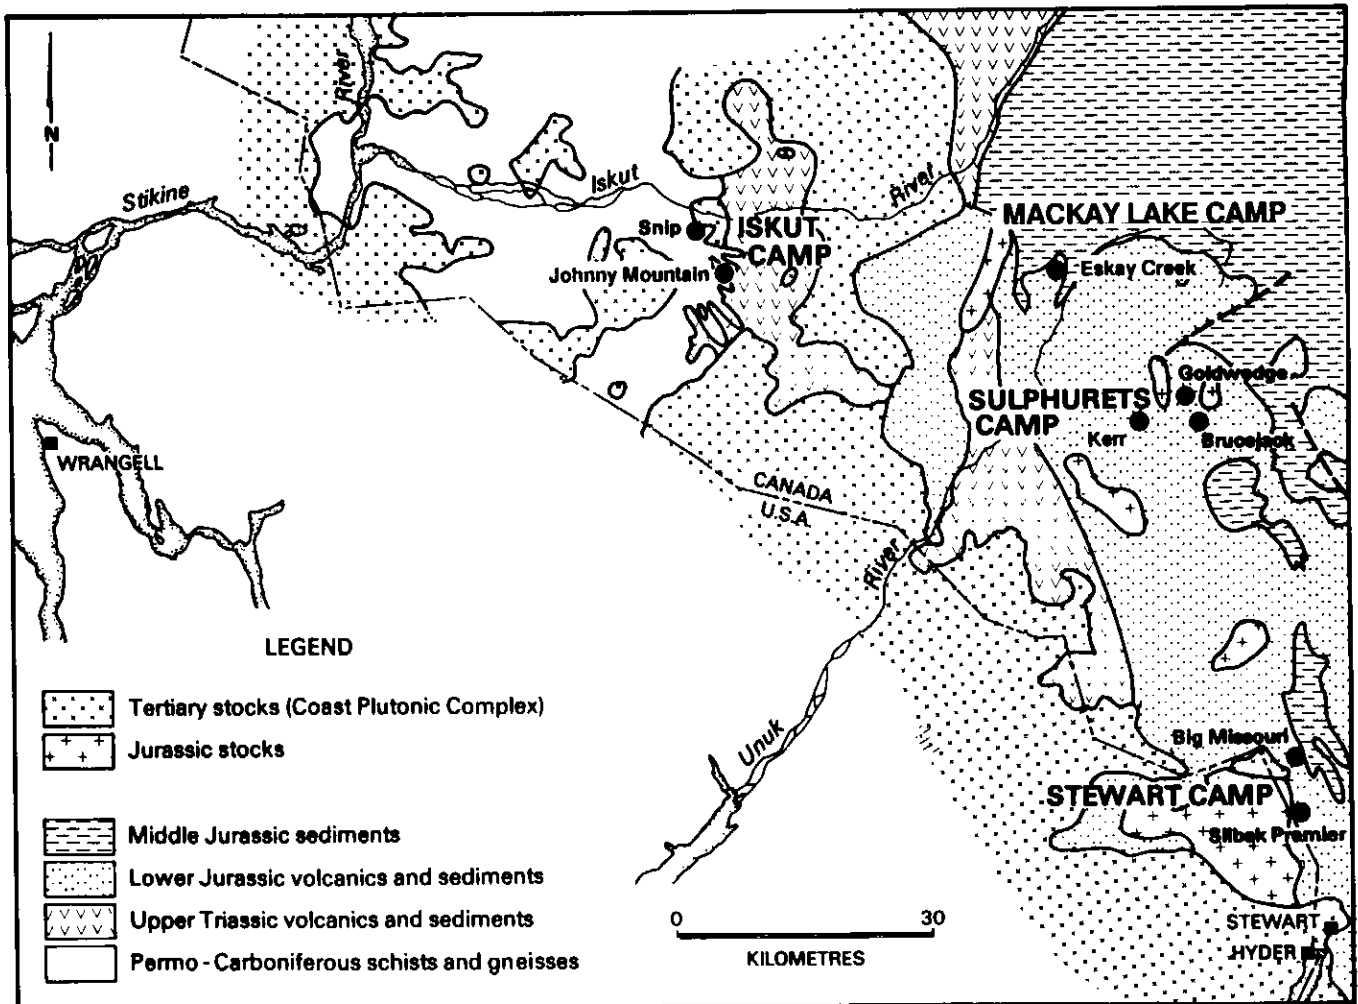 N
River
Stikine
Iskut
River
Snip
ISKUT
CAMP
Johnny Mountain
MACKAY LAKE CAMP
Eskay Creek
Goldwedge
SULPHURETS
CAMP
Kerr
Brucejack
WRANGELL
CANADA
U.S.A.
River
Unuk
Big Missouri
STEWART CAMP
Silbak Premier
STEWART
HYDER
LEGEND
Tertiary stocks (Coast Plutonic Complex)
Jurassic stocks
Middle Jurassic sediments
Lower Jurassic volcanics and sediments
Upper Triassic volcanics and sediments
Permo - Carboniferous schists and gneisses
0 30
KILOMETRES